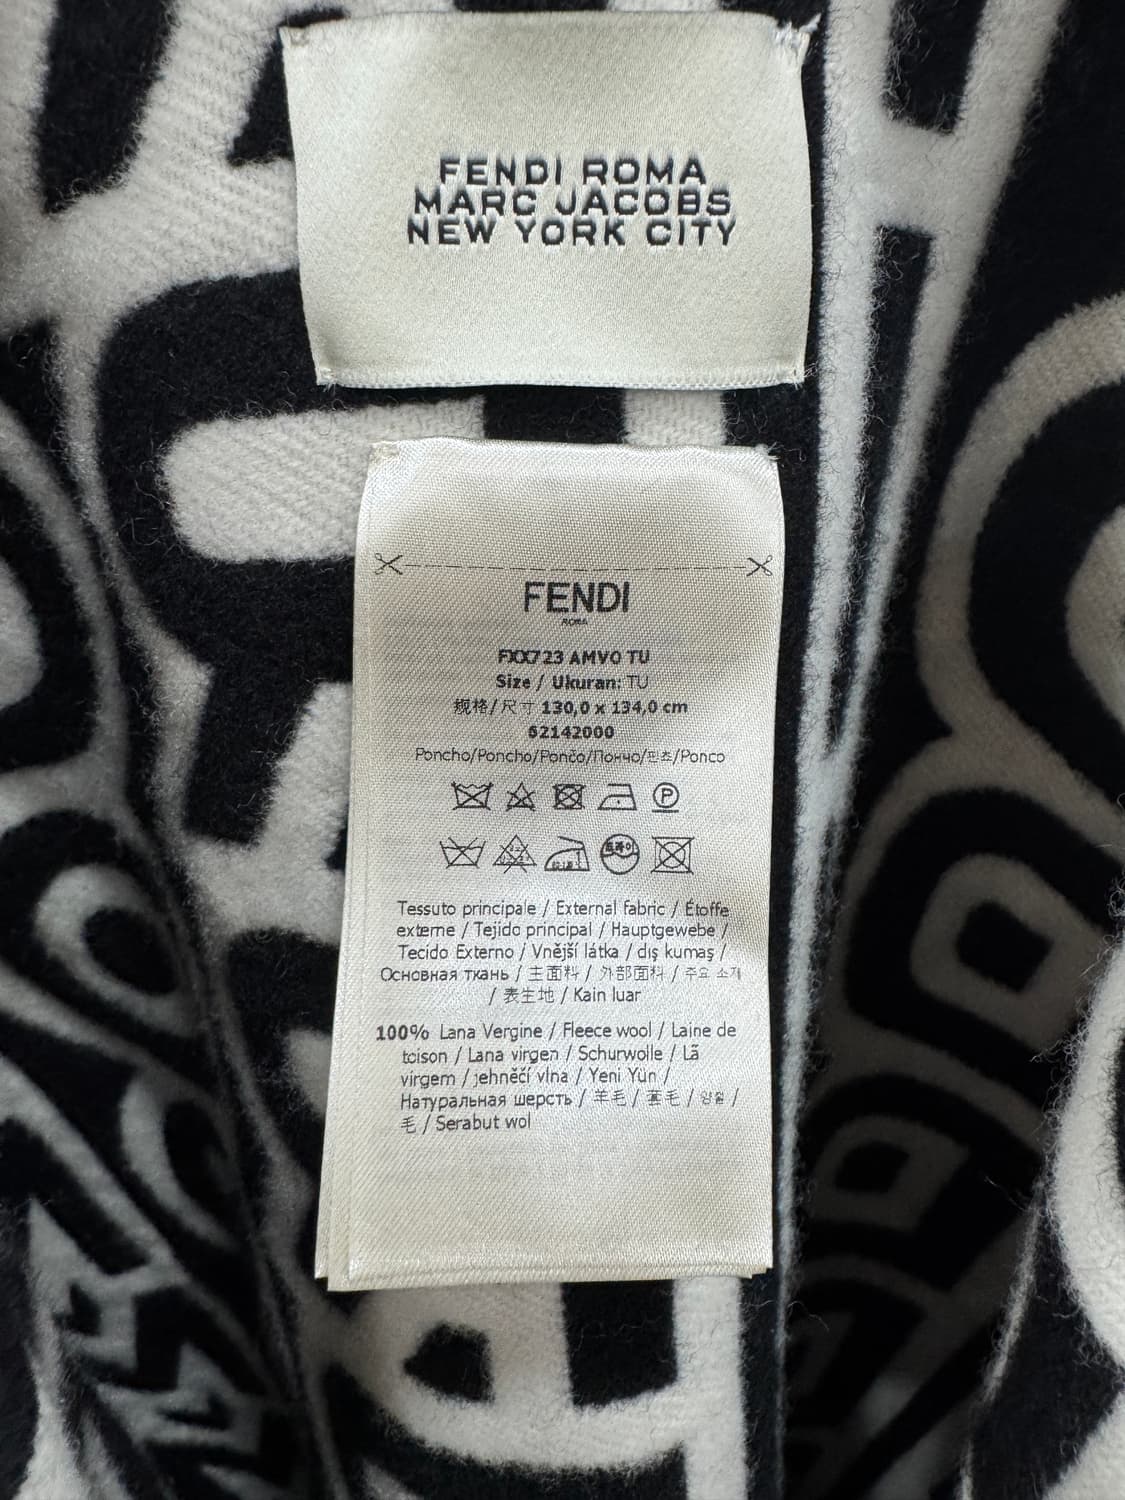 FENDI ROMA
MARC JACOBS
NEW YORK CITY
FENDI
ROMA
FXX723 AMVO TU
Size / Ukuran: TU
规格/尺寸 130,0 x 134,0 cm
62142000
Poncho/Poncho/Pončo/Пончо/판쵸/Ponco
P
Tessuto principale / External fabric / Étoffe
externe / Tejido principal / Hauptgewebe /
Tecido Externo / Vnější látka / dış kumaş /
Основная ткань / 主面料 / 外部面料 / 주요 소재
/ 表生地 / Kain luar
100% Lana Vergine / Fleece wool / Laine de
toison / Lana virgen / Schurwolle / Lã
virgem / jehněčí vlna / Yeni Yün /
Натуральная шерсть / 羊毛 / 羊毛 / 양털 /
毛 / Serabut wol